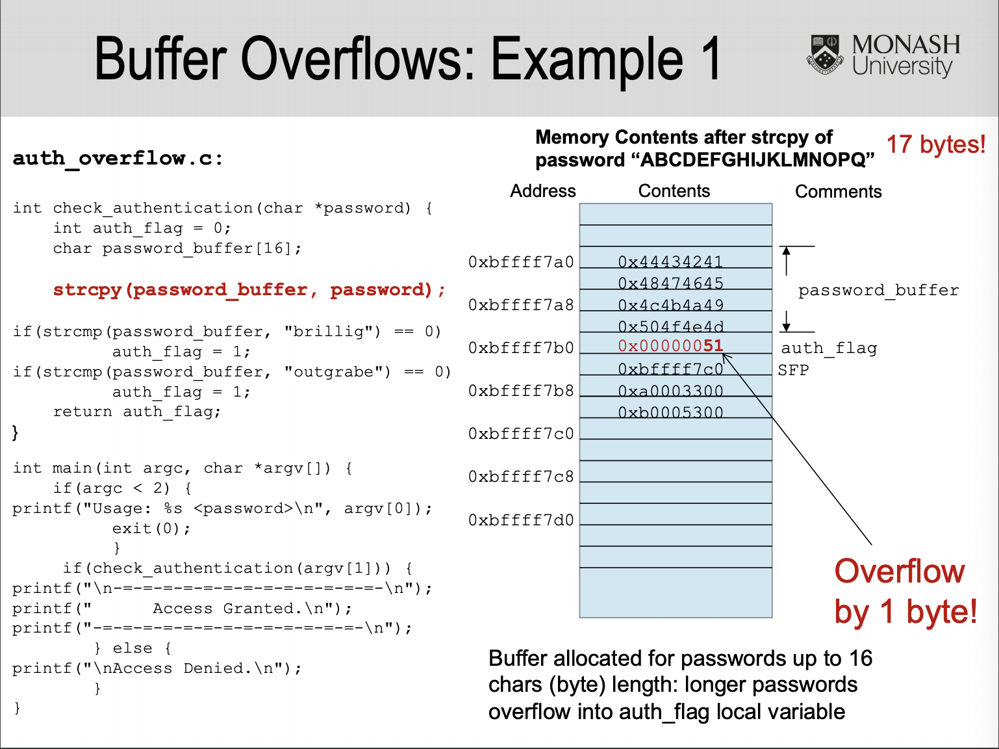 Buffer Overflows: Example 1
MONASH
University
auth_overflow.c:
int check_authentication(char *password) {
    int auth_flag = 0;
    char password_buffer[16];
    strcpy(password_buffer, password);
if(strcmp(password_buffer, "brillig") == 0)
          auth_flag = 1;
if(strcmp(password_buffer, "outgrabe") == 0)
          auth_flag = 1;
    return auth_flag;
}
int main(int argc, char *argv[]) {
    if(argc < 2) {
printf("Usage: %s <password>\n", argv[0]);
          exit(0);
          }
     if(check_authentication(argv[1])) {
printf("\n-=-=-=-=-=-=-=-=-=-=-=-=-=-\n");
printf("      Access Granted.\n");
printf("-=-=-=-=-=-=-=-=-=-=-=-=-=-\n");
        } else {
printf("\nAccess Denied.\n");
        }
}
Memory Contents after strcpy of
password “ABCDEFGHIJKLMNOPQ”
17 bytes!
Address Contents Comments
0xbffff7a0 0x44434241
0x48474645
password_buffer
0xbffff7a8 0x4c4b4a49
0x504f4e4d
0xbffff7b0 0x00000051 auth_flag
0xbffff7c0 SFP
0xbffff7b8 0xa0003300
0xb0005300
0xbffff7c0
0xbffff7c8
0xbffff7d0
Overflow
by 1 byte!
Buffer allocated for passwords up to 16
chars (byte) length: longer passwords
overflow into auth_flag local variable